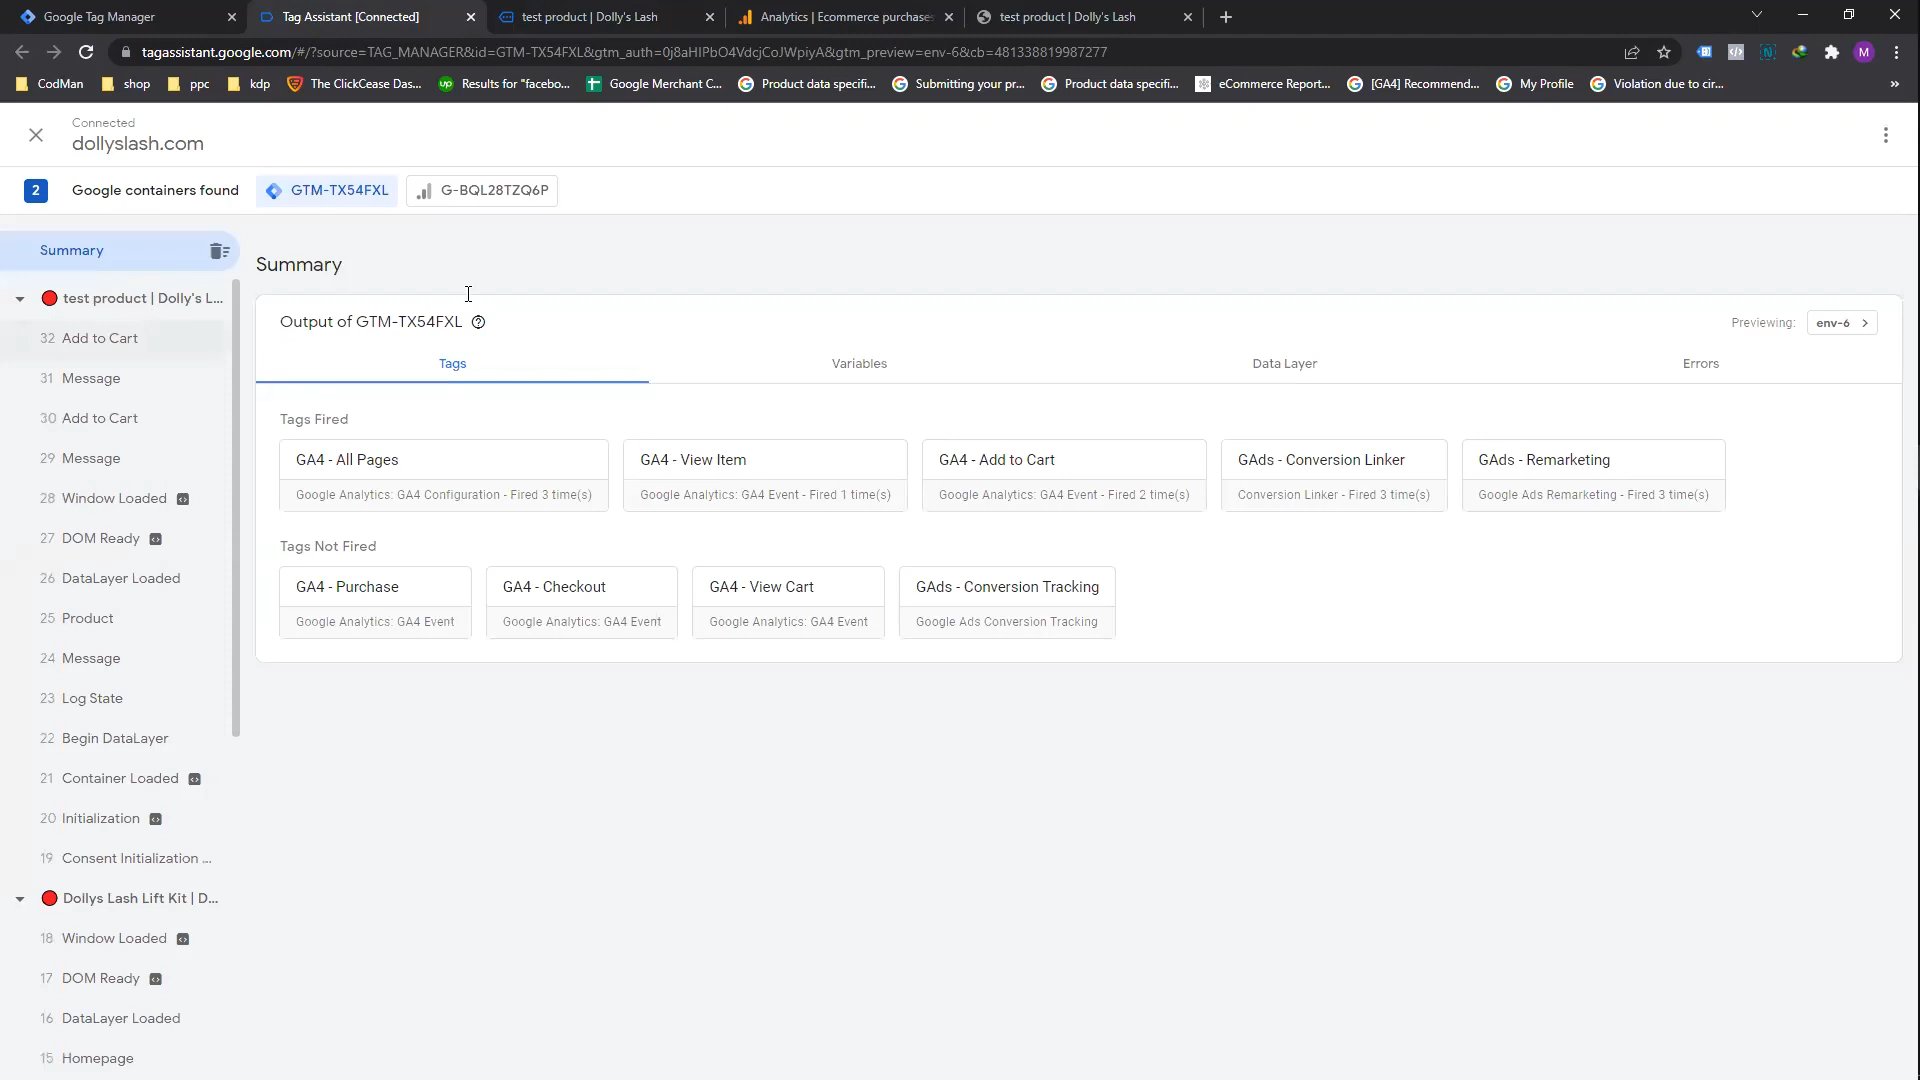 Google Tag Manager
Tag Assistant [Connected]
test product | Dolly's Lash
Analytics | Ecommerce purchases
test product | Dolly's Lash
tagassistant.google.com/#/?source=TAG_MANAGER&id=GTM-TX54FXL&gtm_auth=0j8aHIPbO4VdcjCoJWpiyA&gtm_preview=env-6&cb=481338819987277
M
CodMan
shop
ppc
kdp
The ClickCease Das...
up
Results for "facebo...
Google Merchant C...
Product data specifi...
Submitting your pr...
Product data specifi...
eCommerce Report...
[GA4] Recommend...
My Profile
Violation due to cir...
Connected
dollyslash.com
2
Google containers found
GTM-TX54FXL
G-BQL28TZQ6P
Summary
test product | Dolly's L...
32 Add to Cart
31 Message
30 Add to Cart
29 Message
28 Window Loaded
27 DOM Ready
26 DataLayer Loaded
25 Product
24 Message
23 Log State
22 Begin DataLayer
21 Container Loaded
20 Initialization
19 Consent Initialization ...
Dollys Lash Lift Kit | D...
18 Window Loaded
17 DOM Ready
16 DataLayer Loaded
15 Homepage
Summary
Output of GTM-TX54FXL
Previewing: env-6
Tags
Variables
Data Layer
Errors
Tags Fired
GA4 - All Pages
Google Analytics: GA4 Configuration - Fired 3 time(s)
GA4 - View Item
Google Analytics: GA4 Event - Fired 1 time(s)
GA4 - Add to Cart
Google Analytics: GA4 Event - Fired 2 time(s)
GAds - Conversion Linker
Conversion Linker - Fired 3 time(s)
GAds - Remarketing
Google Ads Remarketing - Fired 3 time(s)
Tags Not Fired
GA4 - Purchase
Google Analytics: GA4 Event
GA4 - Checkout
Google Analytics: GA4 Event
GA4 - View Cart
Google Analytics: GA4 Event
GAds - Conversion Tracking
Google Ads Conversion Tracking